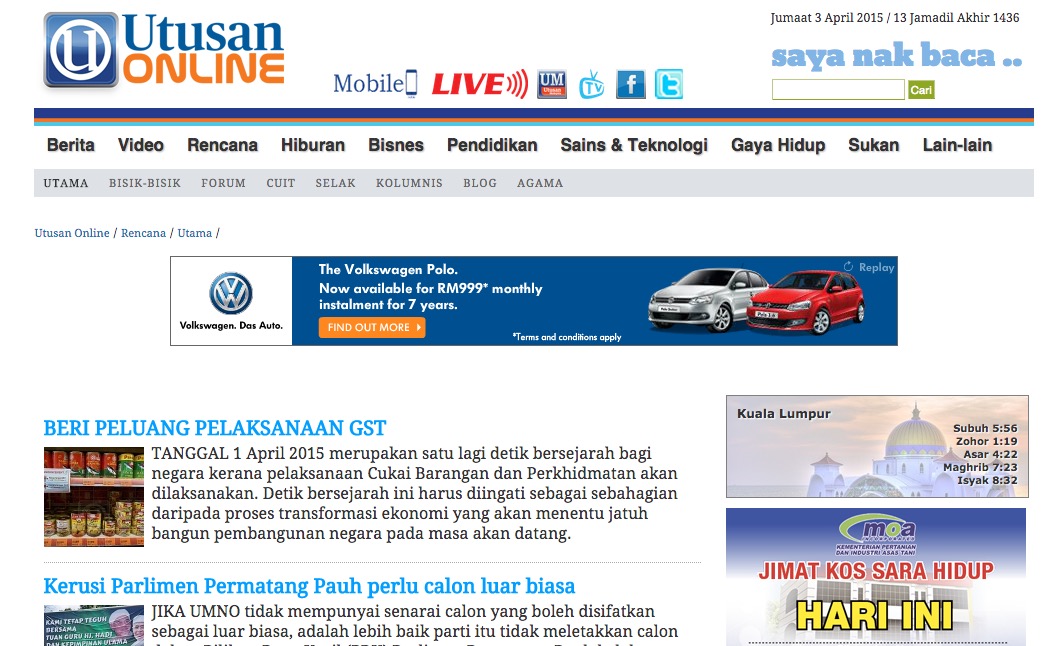 Utusan
ONLINE
Mobile LIVE UM TV f t
Utusan
Jumaat 3 April 2015 / 13 Jamadil Akhir 1436
saya nak baca ..
Cari
Berita Video Rencana Hiburan Bisnes Pendidikan Sains & Teknologi Gaya Hidup Sukan Lain-lain
UTAMA BISIK-BISIK FORUM CUIT SELAK KOLUMNIS BLOG AGAMA
Utusan Online / Rencana / Utama /
Volkswagen. Das Auto.
The Volkswagen Polo.
Now available for RM999* monthly
instalment for 7 years.
FIND OUT MORE
*Terms and conditions apply
Replay
BERI PELUANG PELAKSANAAN GST
TANGGAL 1 April 2015 merupakan satu lagi detik bersejarah bagi
negara kerana pelaksanaan Cukai Barangan dan Perkhidmatan akan
dilaksanakan. Detik bersejarah ini harus diingati sebagai sebahagian
daripada proses transformasi ekonomi yang akan menentu jatuh
bangun pembangunan negara pada masa akan datang.
Kerusi Parlimen Permatang Pauh perlu calon luar biasa
KAMI TETAP TEGUH
BERSAMA
TUAN GURU HJ. HADI
DAN KEPIMPINAN ULAMA
JIKA UMNO tidak mempunyai senarai calon yang boleh disifatkan
sebagai luar biasa, adalah lebih baik parti itu tidak meletakkan calon
Kuala Lumpur
Subuh 5:56
Zohor 1:19
Asar 4:22
Maghrib 7:23
Isyak 8:32
moa
KEMENTERIAN PERTANIAN
DAN INDUSTRI ASAS TANI
JIMAT KOS SARA HIDUP
HARI INI